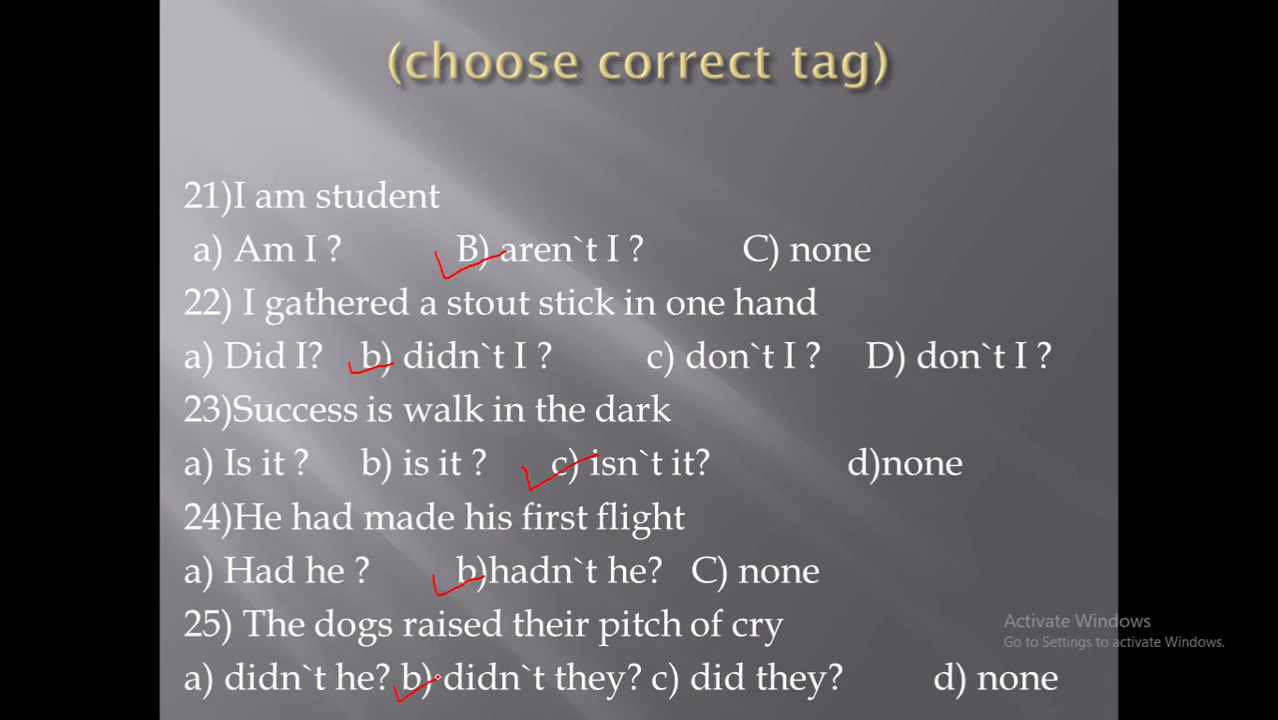 (choose correct tag)
21)I am student
a) Am I ? B) aren`t I ? C) none
22) I gathered a stout stick in one hand
a) Did I? b) didn`t I ? c) don`t I ? D) don`t I ?
23)Success is walk in the dark
a) Is it ? b) is it ? c) isn`t it? d)none
24)He had made his first flight
a) Had he ? b)hadn`t he? C) none
25) The dogs raised their pitch of cry
a) didn`t he? b) didn`t they? c) did they? d) none
Activate Windows
Go to Settings to activate Windows.